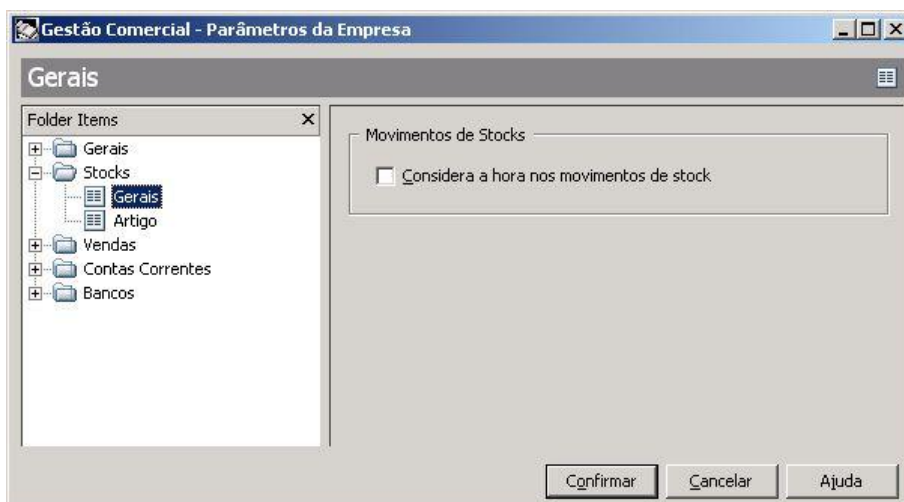 Gestão Comercial - Parâmetros da Empresa
Gerais
Folder Items
Gerais
Stocks
Gerais
Artigo
Vendas
Contas Correntes
Bancos
Movimentos de Stocks
Considera a hora nos movimentos de stock
Confirmar Cancelar Ajuda